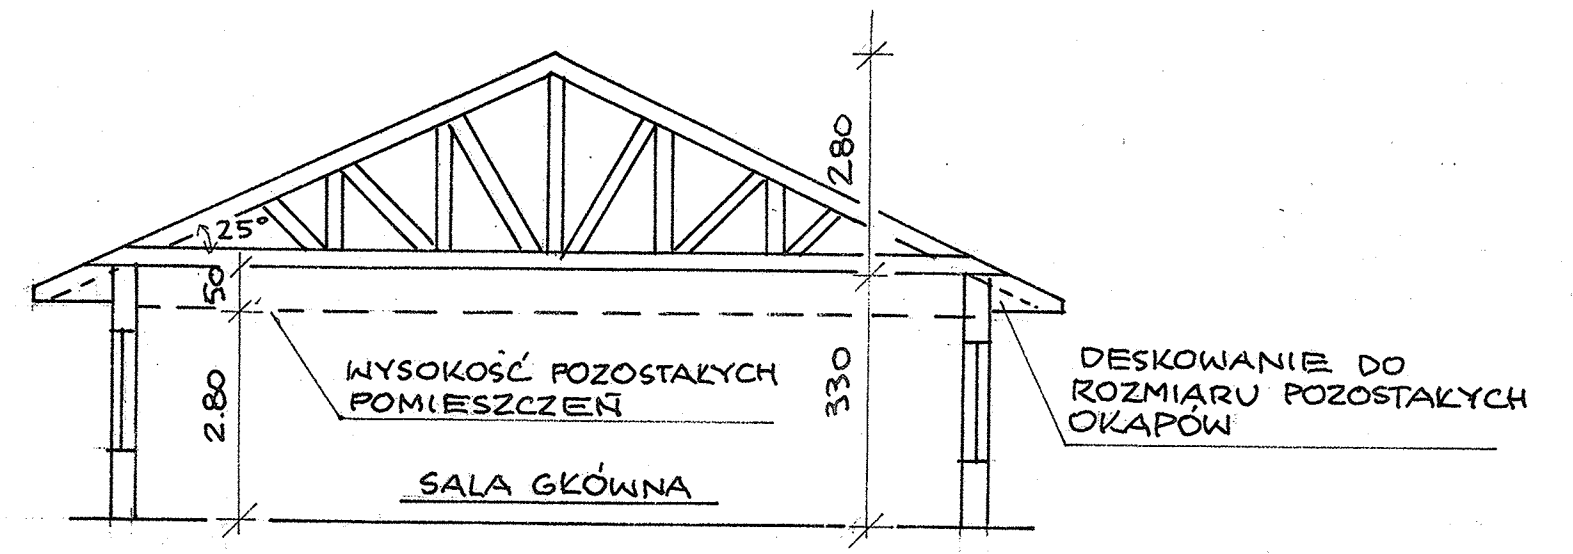 280
25°
50
2.80
330
WYSOKOŚĆ POZOSTAŁYCH
POMIESZCZEŃ
DESKOWANIE DO
ROZMIARU POZOSTAŁYCH
OKAPÓW
SALA GŁÓWNA